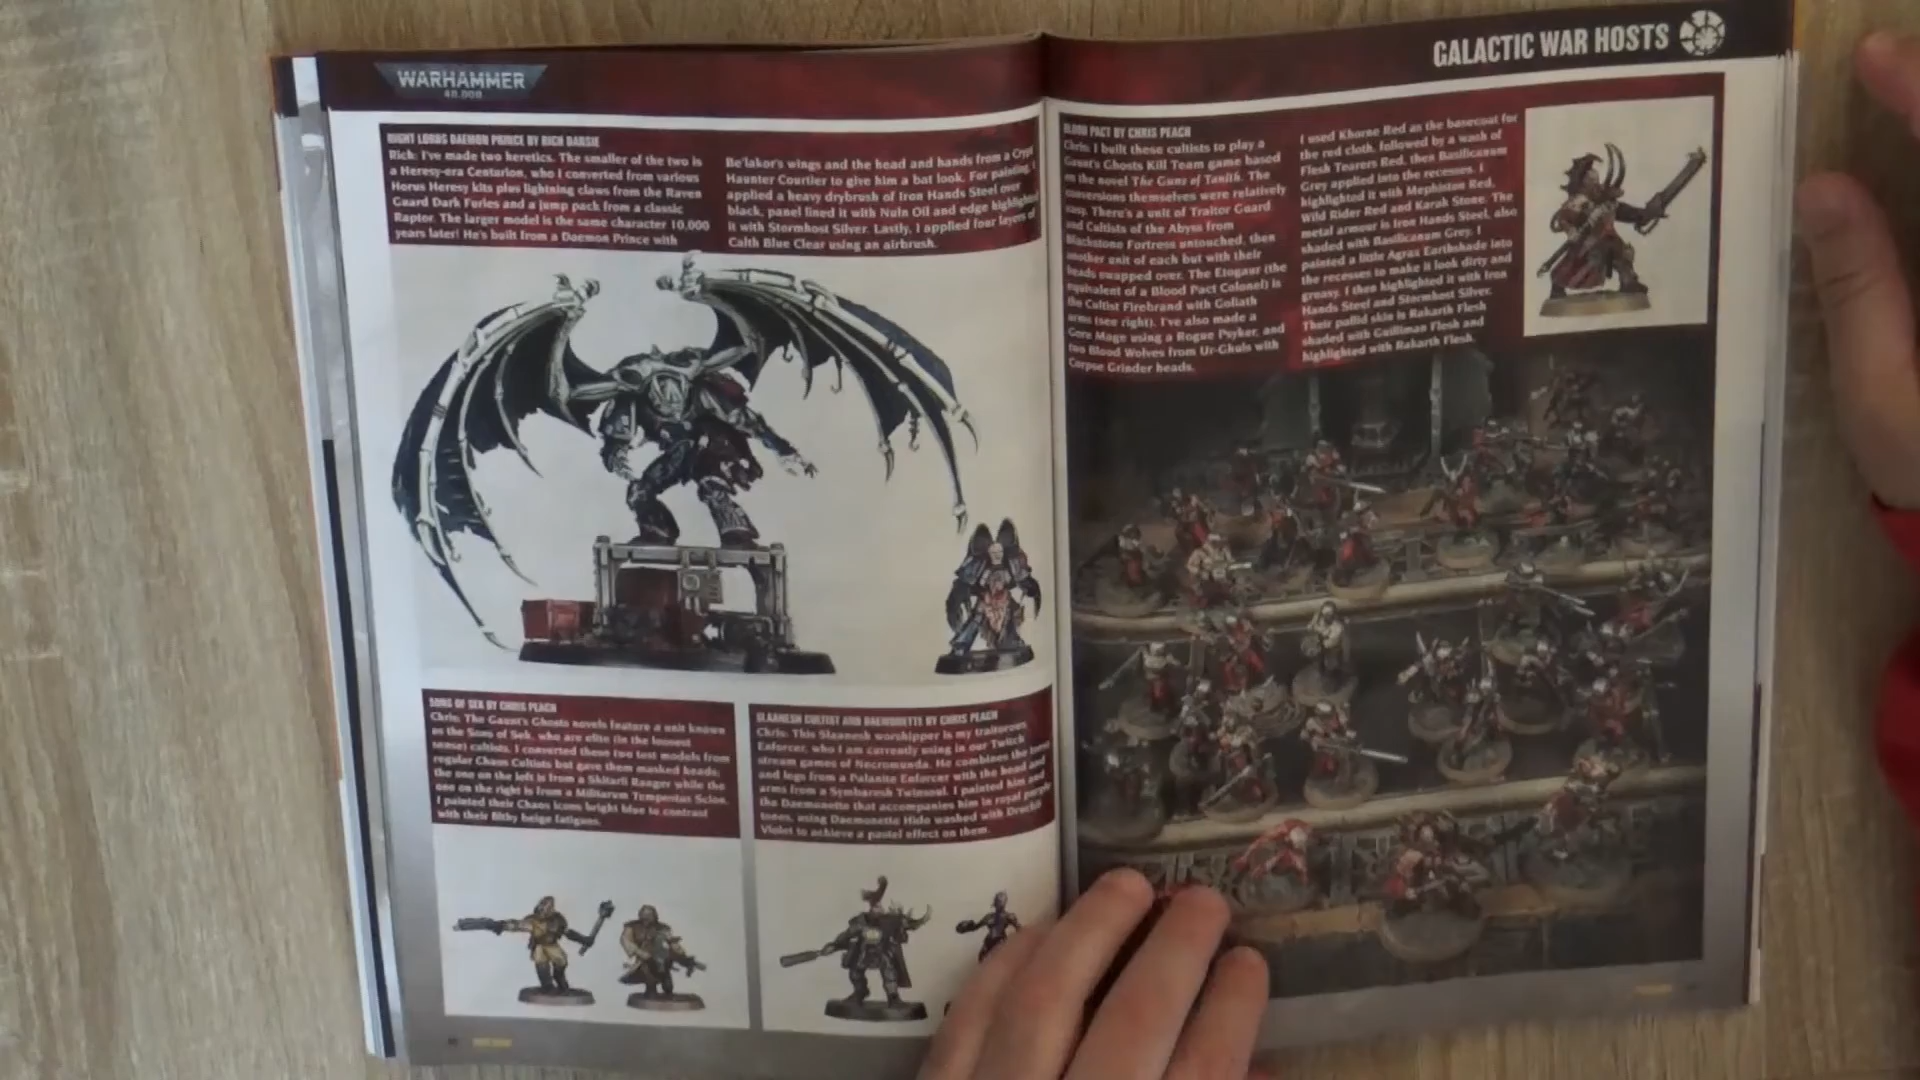 WARHAMMER
40,000
GALACTIC WAR HOSTS
NIGHT LORDS DAEMON PRINCE BY RICH DANSIE
Rich: I've made two heretics. The smaller of the two is
a Heresy-era Centurion, who I converted from various
Horus Heresy kits plus lightning claws from the Raven
Guard Dark Furies and a jump pack from a classic
Raptor. The larger model is the same character 10,000
years later! He's built from a Daemon Prince with
Be'lakor's wings and the head and hands from a Crypt
Haunter Courtier to give him a bat look. For painting, I
applied a heavy drybrush of Iron Hands Steel over
black, panel lined it with Nuln Oil and edge highlighted
it with Stormhost Silver. Lastly, I applied four layers of
Calth Blue Clear using an airbrush.
SONS OF SEK BY CHRIS PEACH
Chris: The Gaunt's Ghosts novels feature a unit known
as the Sons of Sek, who are elite (in the loosest
sense) cultists. I converted these two test models from
regular Chaos Cultists but gave them masked heads;
the one on the left is from a Skitarii Ranger while the
one on the right is from a Militarum Tempestus Scion.
I painted their Chaos icons bright blue to contrast
with their filthy beige fatigues.
SLAANESH CULTIST AND DAEMONETTE BY CHRIS PEACH
Chris: This Slaanesh worshipper is my traitorous
Enforcer, who I am currently using in our Twitch
stream games of Necromunda. He combines the torso
and legs from a Palanite Enforcer with the head and
arms from a Symbaresh Twinsoul. I painted him and
the Daemonette that accompanies him in royal purple
tones, using Daemonette Hide washed with Druchii
Violet to achieve a pastel effect on them.
BLOOD PACT BY CHRIS PEACH
Chris: I built these cultists to play a
Gaunt's Ghosts Kill Team game based
on the novel The Guns of Tanith. The
conversions themselves were relatively
easy. There's a unit of Traitor Guard
and Cultists of the Abyss from
Blackstone Fortress untouched, then
another unit of each but with their
heads swapped over. The Etogaur (the
equivalent of a Blood Pact Colonel) is
the Cultist Firebrand with Goliath
arms (see right). I've also made a
Gore Mage using a Rogue Psyker, and
two Blood Wolves from Ur-Ghuls with
Corpse Grinder heads.
I used Khorne Red as the basecoat for
the red cloth, followed by a wash of
Flesh Tearers Red, then Basilicanum
Grey applied into the recesses. I
highlighted it with Mephiston Red,
Wild Rider Red and Karak Stone. The
metal armour is Iron Hands Steel, also
shaded with Basilicanum Grey. I
painted a little Agrax Earthshade into
the recesses to make it look dirty and
greasy. I then highlighted it with Iron
Hands Steel and Stormhost Silver.
Their pallid skin is Rakarth Flesh
shaded with Guilliman Flesh and
highlighted with Rakarth Flesh.